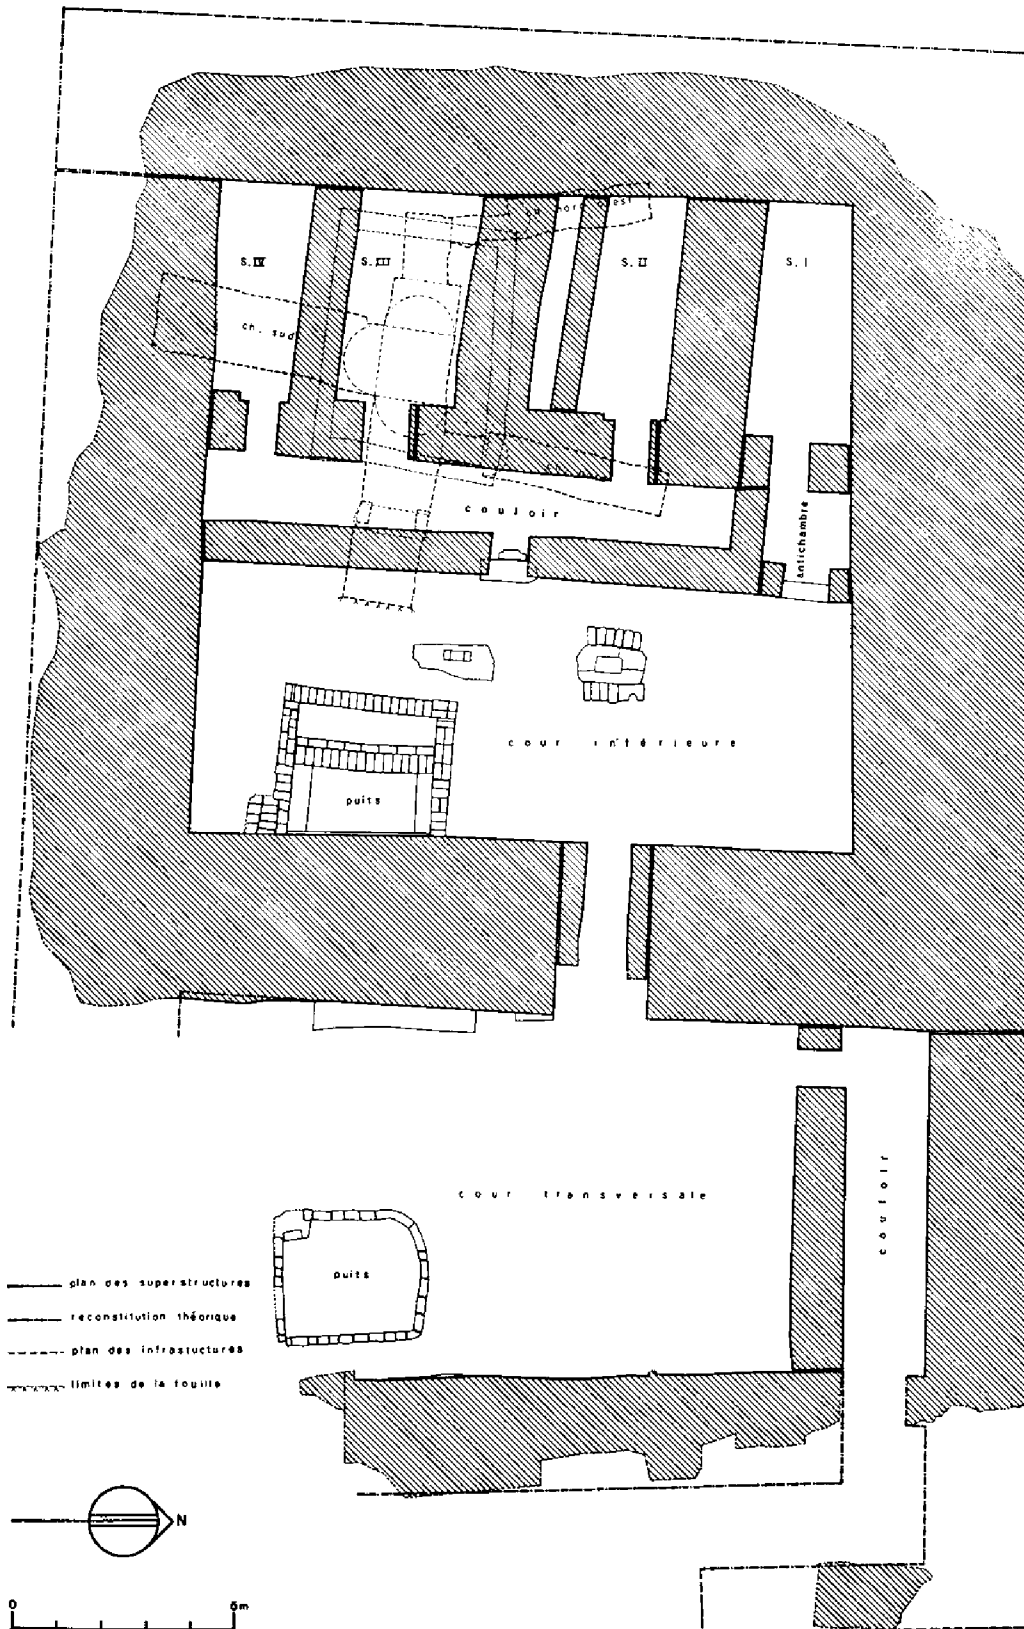 S. IV
S. III
S. II
S. I
ch. sud
couloir
antichambre
cour intérieure
puits
cour transversale
couloir
puits
plan des superstructures
reconstitution théorique
plan des infrastuctures
limites de la fouille
N
0
5m